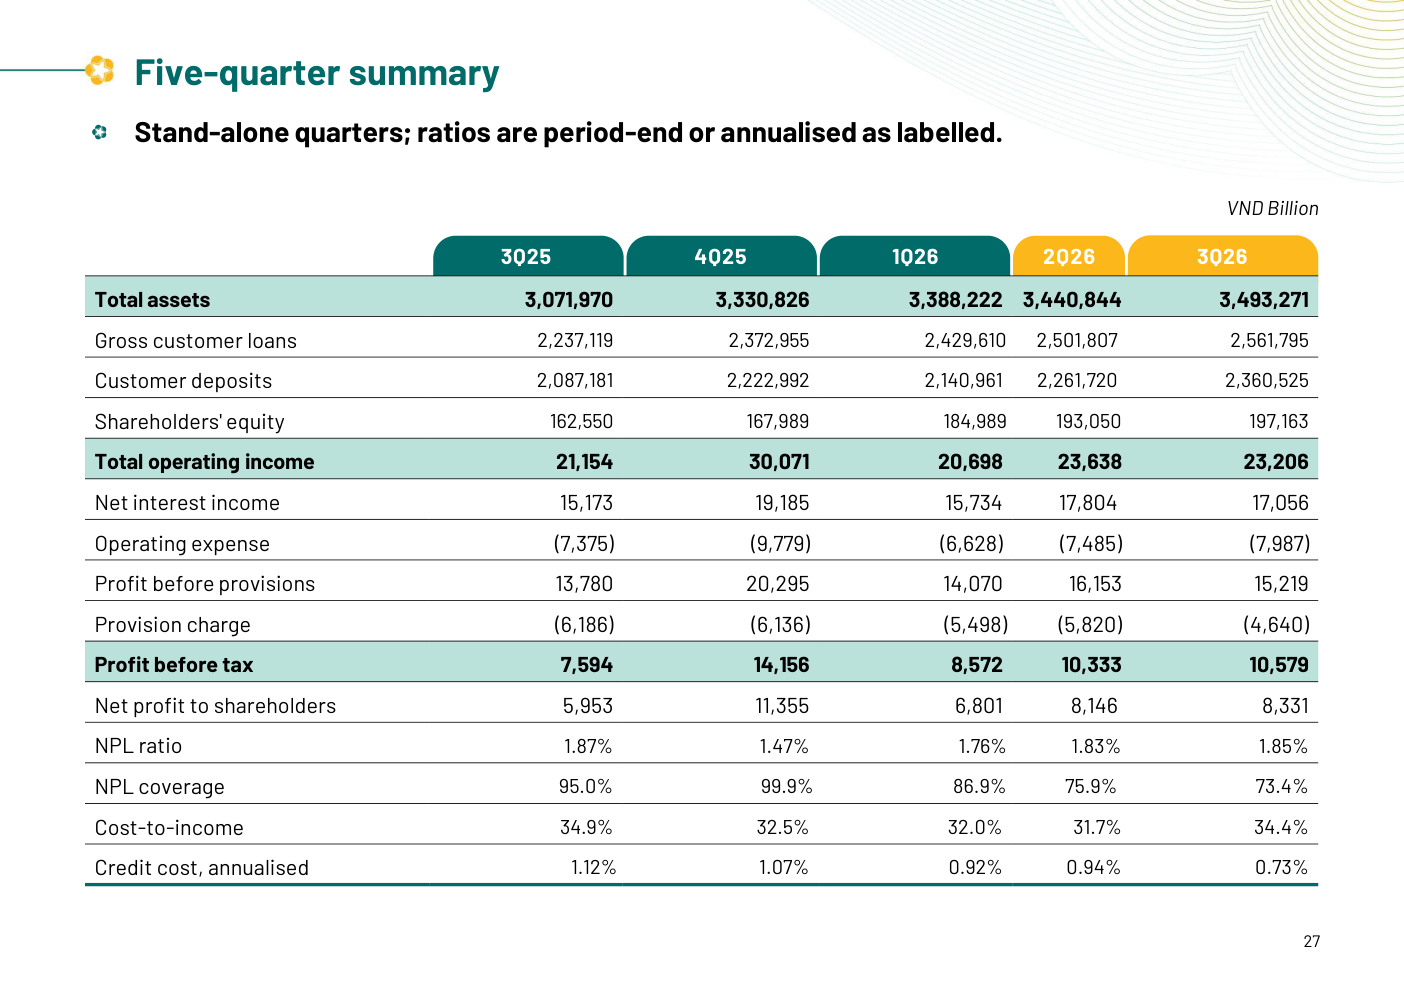 Five-quarter summary
Stand-alone quarters; ratios are period-end or annualised as labelled.
VND Billion
3Q25 4Q25 1Q26 2Q26 3Q26
Total assets 3,071,970 3,330,826 3,388,222 3,440,844 3,493,271
Gross customer loans 2,237,119 2,372,955 2,429,610 2,501,807 2,561,795
Customer deposits 2,087,181 2,222,992 2,140,961 2,261,720 2,360,525
Shareholders' equity 162,550 167,989 184,989 193,050 197,163
Total operating income 21,154 30,071 20,698 23,638 23,206
Net interest income 15,173 19,185 15,734 17,804 17,056
Operating expense (7,375) (9,779) (6,628) (7,485) (7,987)
Profit before provisions 13,780 20,295 14,070 16,153 15,219
Provision charge (6,186) (6,136) (5,498) (5,820) (4,640)
Profit before tax 7,594 14,156 8,572 10,333 10,579
Net profit to shareholders 5,953 11,355 6,801 8,146 8,331
NPL ratio 1.87% 1.47% 1.76% 1.83% 1.85%
NPL coverage 95.0% 99.9% 86.9% 75.9% 73.4%
Cost-to-income 34.9% 32.5% 32.0% 31.7% 34.4%
Credit cost, annualised 1.12% 1.07% 0.92% 0.94% 0.73%
27